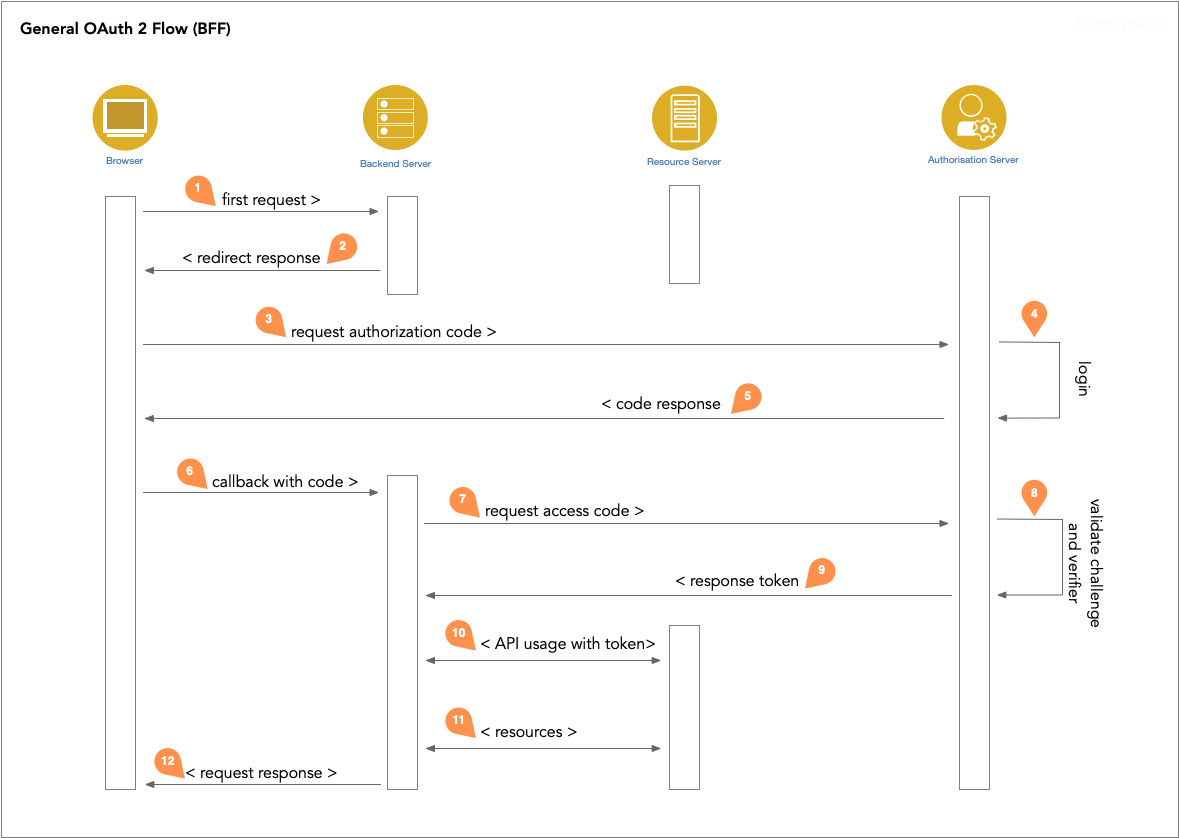 General OAuth 2 Flow (BFF)
Browser
Backend Server
Resource Server
Authorisation Server
1
first request >
2
< redirect response
3
request authorization code >
4
login
5
< code response
6
callback with code >
7
request access code >
8
validate challenge
and verifier
9
< response token
10
< API usage with token>
11
< resources >
12
< request response >